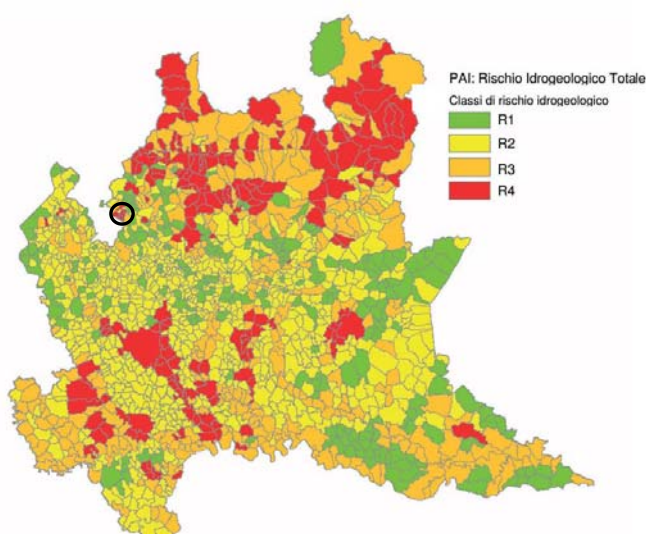 PAI: Rischio Idrogeologico Totale
Classi di rischio idrogeologico
R1
R2
R3
R4